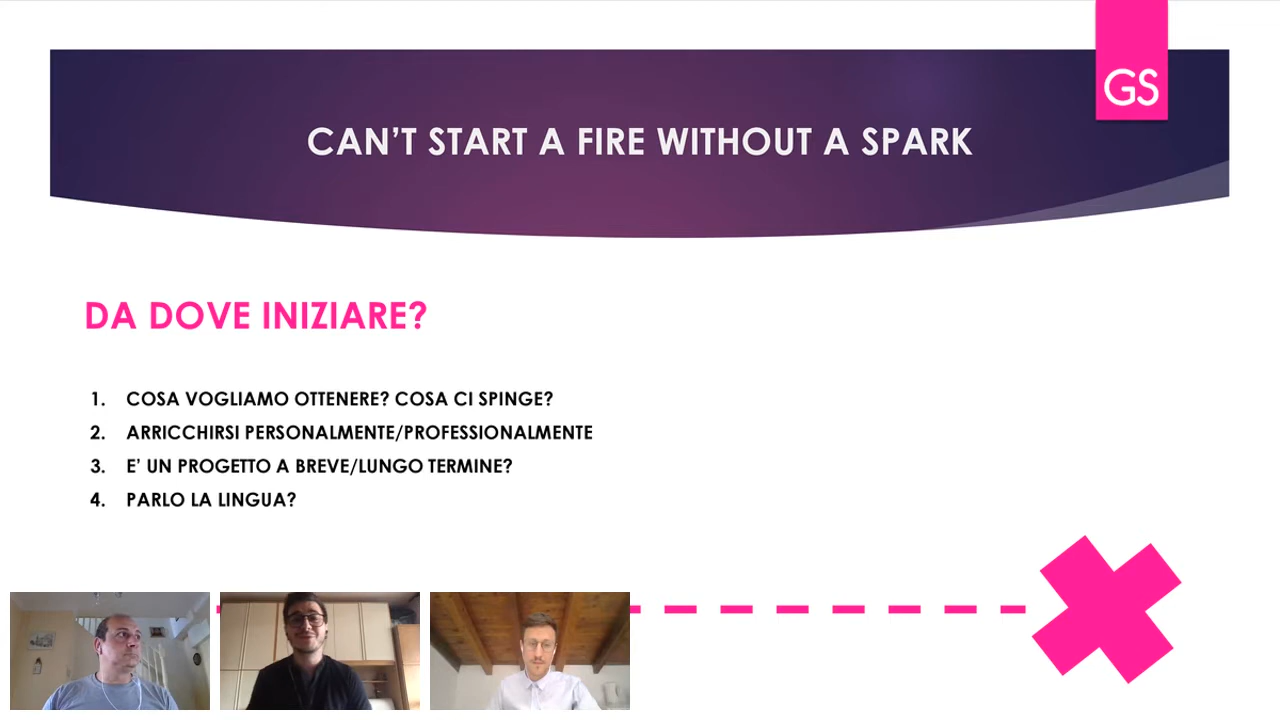 GS
CAN’T START A FIRE WITHOUT A SPARK
DA DOVE INIZIARE?
1. COSA VOGLIAMO OTTENERE? COSA CI SPINGE?
2. ARRICCHIRSI PERSONALMENTE/PROFESSIONALMENTE
3. E’ UN PROGETTO A BREVE/LUNGO TERMINE?
4. PARLO LA LINGUA?